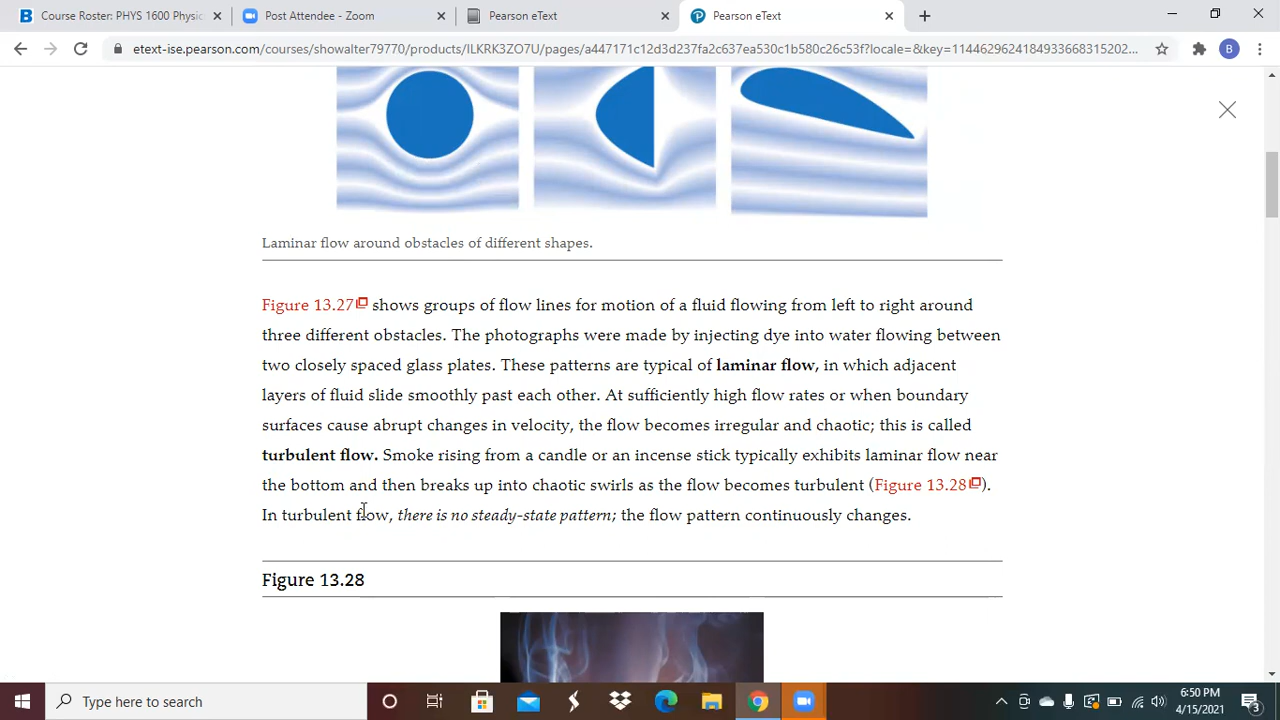 Course Roster: PHYS 1600 Physic
Post Attendee - Zoom
Pearson eText
Pearson eText
etext-ise.pearson.com/courses/showalter79770/products/ILKRK3ZO7U/pages/a447171c12d3d237fa2c637ea530c1b580c26c53f?locale=&key=11446296241849336683152 02...
B
Laminar flow around obstacles of different shapes.
Figure 13.27 shows groups of flow lines for motion of a fluid flowing from left to right around
three different obstacles. The photographs were made by injecting dye into water flowing between
two closely spaced glass plates. These patterns are typical of laminar flow, in which adjacent
layers of fluid slide smoothly past each other. At sufficiently high flow rates or when boundary
surfaces cause abrupt changes in velocity, the flow becomes irregular and chaotic; this is called
turbulent flow. Smoke rising from a candle or an incense stick typically exhibits laminar flow near
the bottom and then breaks up into chaotic swirls as the flow becomes turbulent (Figure 13.28).
In turbulent flow, there is no steady-state pattern; the flow pattern continuously changes.
Figure 13.28
Type here to search
6:50 PM
4/15/2021
3